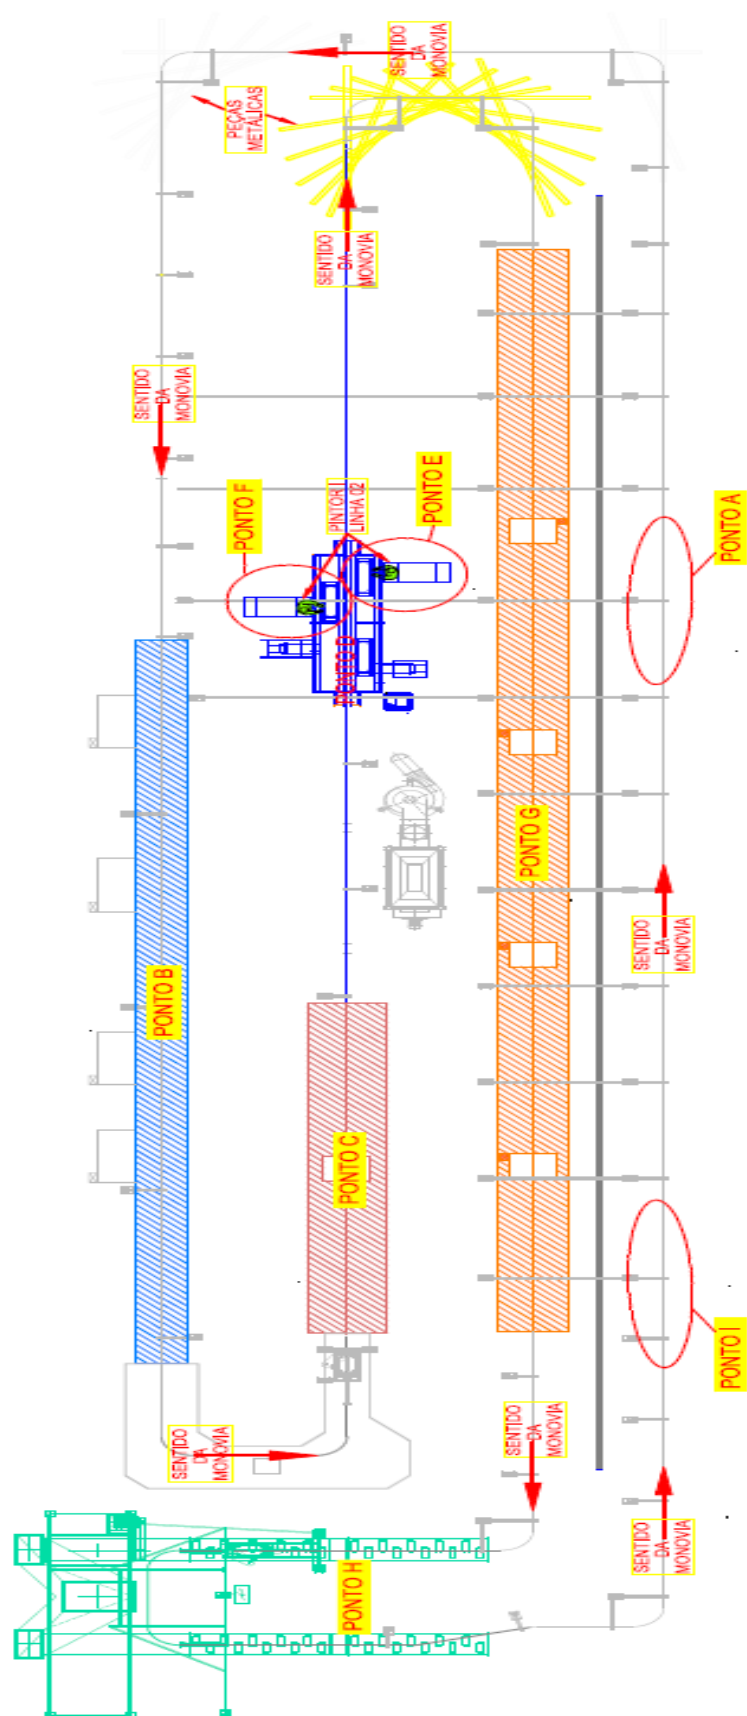 SENTIDO
DA
MONOVIA
PEÇAS
METÁLICAS
SENTIDO
DA
MONOVIA
SENTIDO
DA
MONOVIA
PONTO F
PINTOR
LINHA 02
PONTO E
PONTO A
PONTO D
PONTO G
SENTIDO
DA
MONOVIA
PONTO B
PONTO C
PONTO I
SENTIDO
DA
MONOVIA
SENTIDO
DA
MONOVIA
SENTIDO
DA
MONOVIA
PONTO H